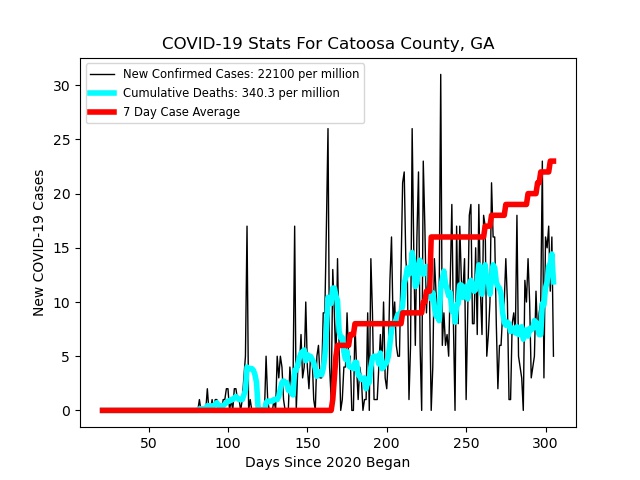 COVID-19 Stats For Catoosa County, GA
New Confirmed Cases: 22100 per million
Cumulative Deaths: 340.3 per million
7 Day Case Average
New COVID-19 Cases
30
25
20
15
10
5
0
50 100 150 200 250 300
Days Since 2020 Began